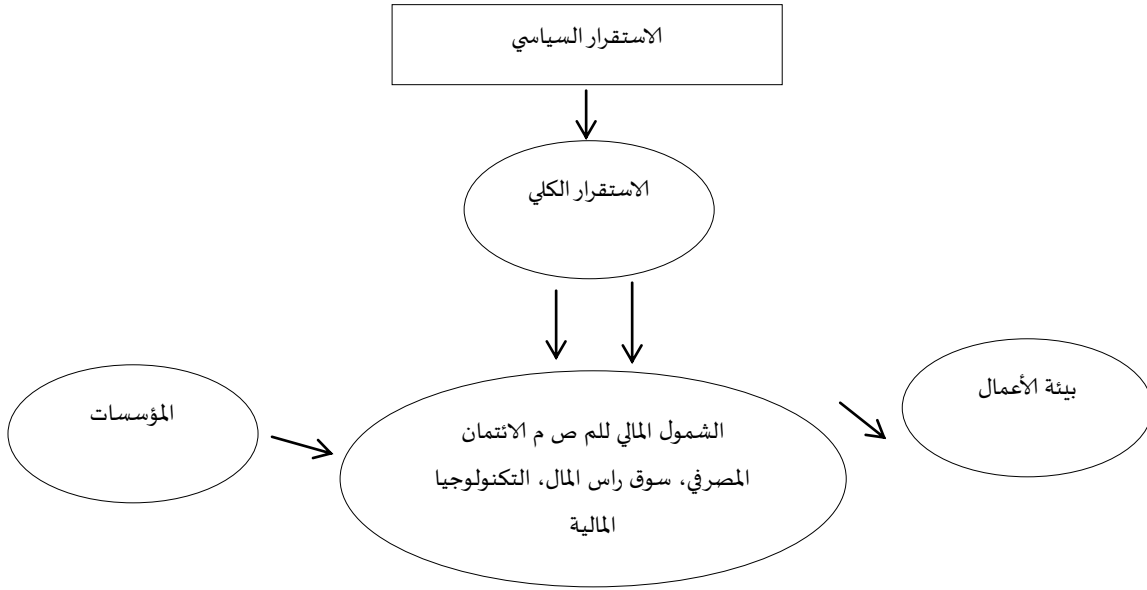 الاستقرار السياسي
الاستقرار الكلي
بيئة الأعمال
المؤسسات
الشمول المالي للم ص م الائتمان
المصرفي، سوق راس المال، التكنولوجيا
المالية